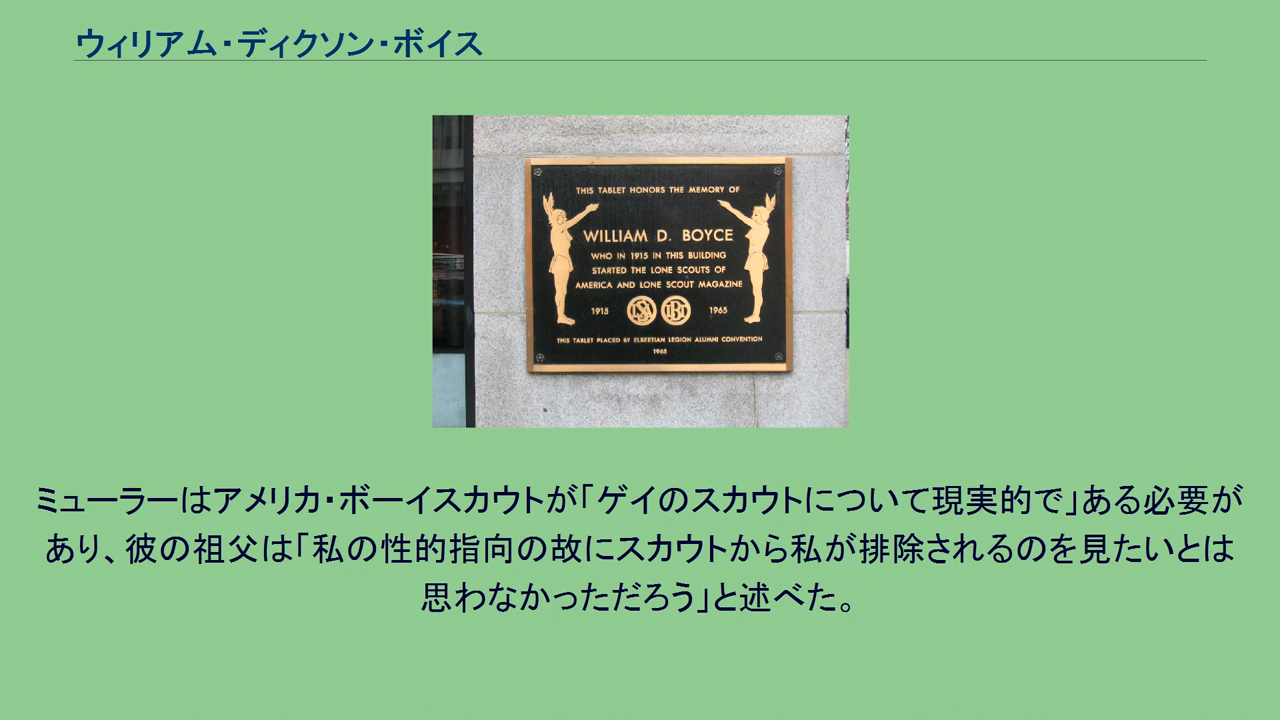 ウィリアム・ディクソン・ボイス
THIS TABLET HONORS THE MEMORY OF
WILLIAM D. BOYCE
WHO IN 1915 IN THIS BUILDING
STARTED THE LONE SCOUTS OF
AMERICA AND LONE SCOUT MAGAZINE
1915 LSA EBT 1965
THIS TABLET PLACED BY ELBEETIAN LEGION ALUMNI CONVENTION
1965
ミューラーはアメリカ・ボーイスカウトが「ゲイのスカウトについて現実的で」ある必要が
あり、彼の祖父は「私の性的指向の故にスカウトから私が排除されるのを見たいとは
思わなかっただろう」と述べた。